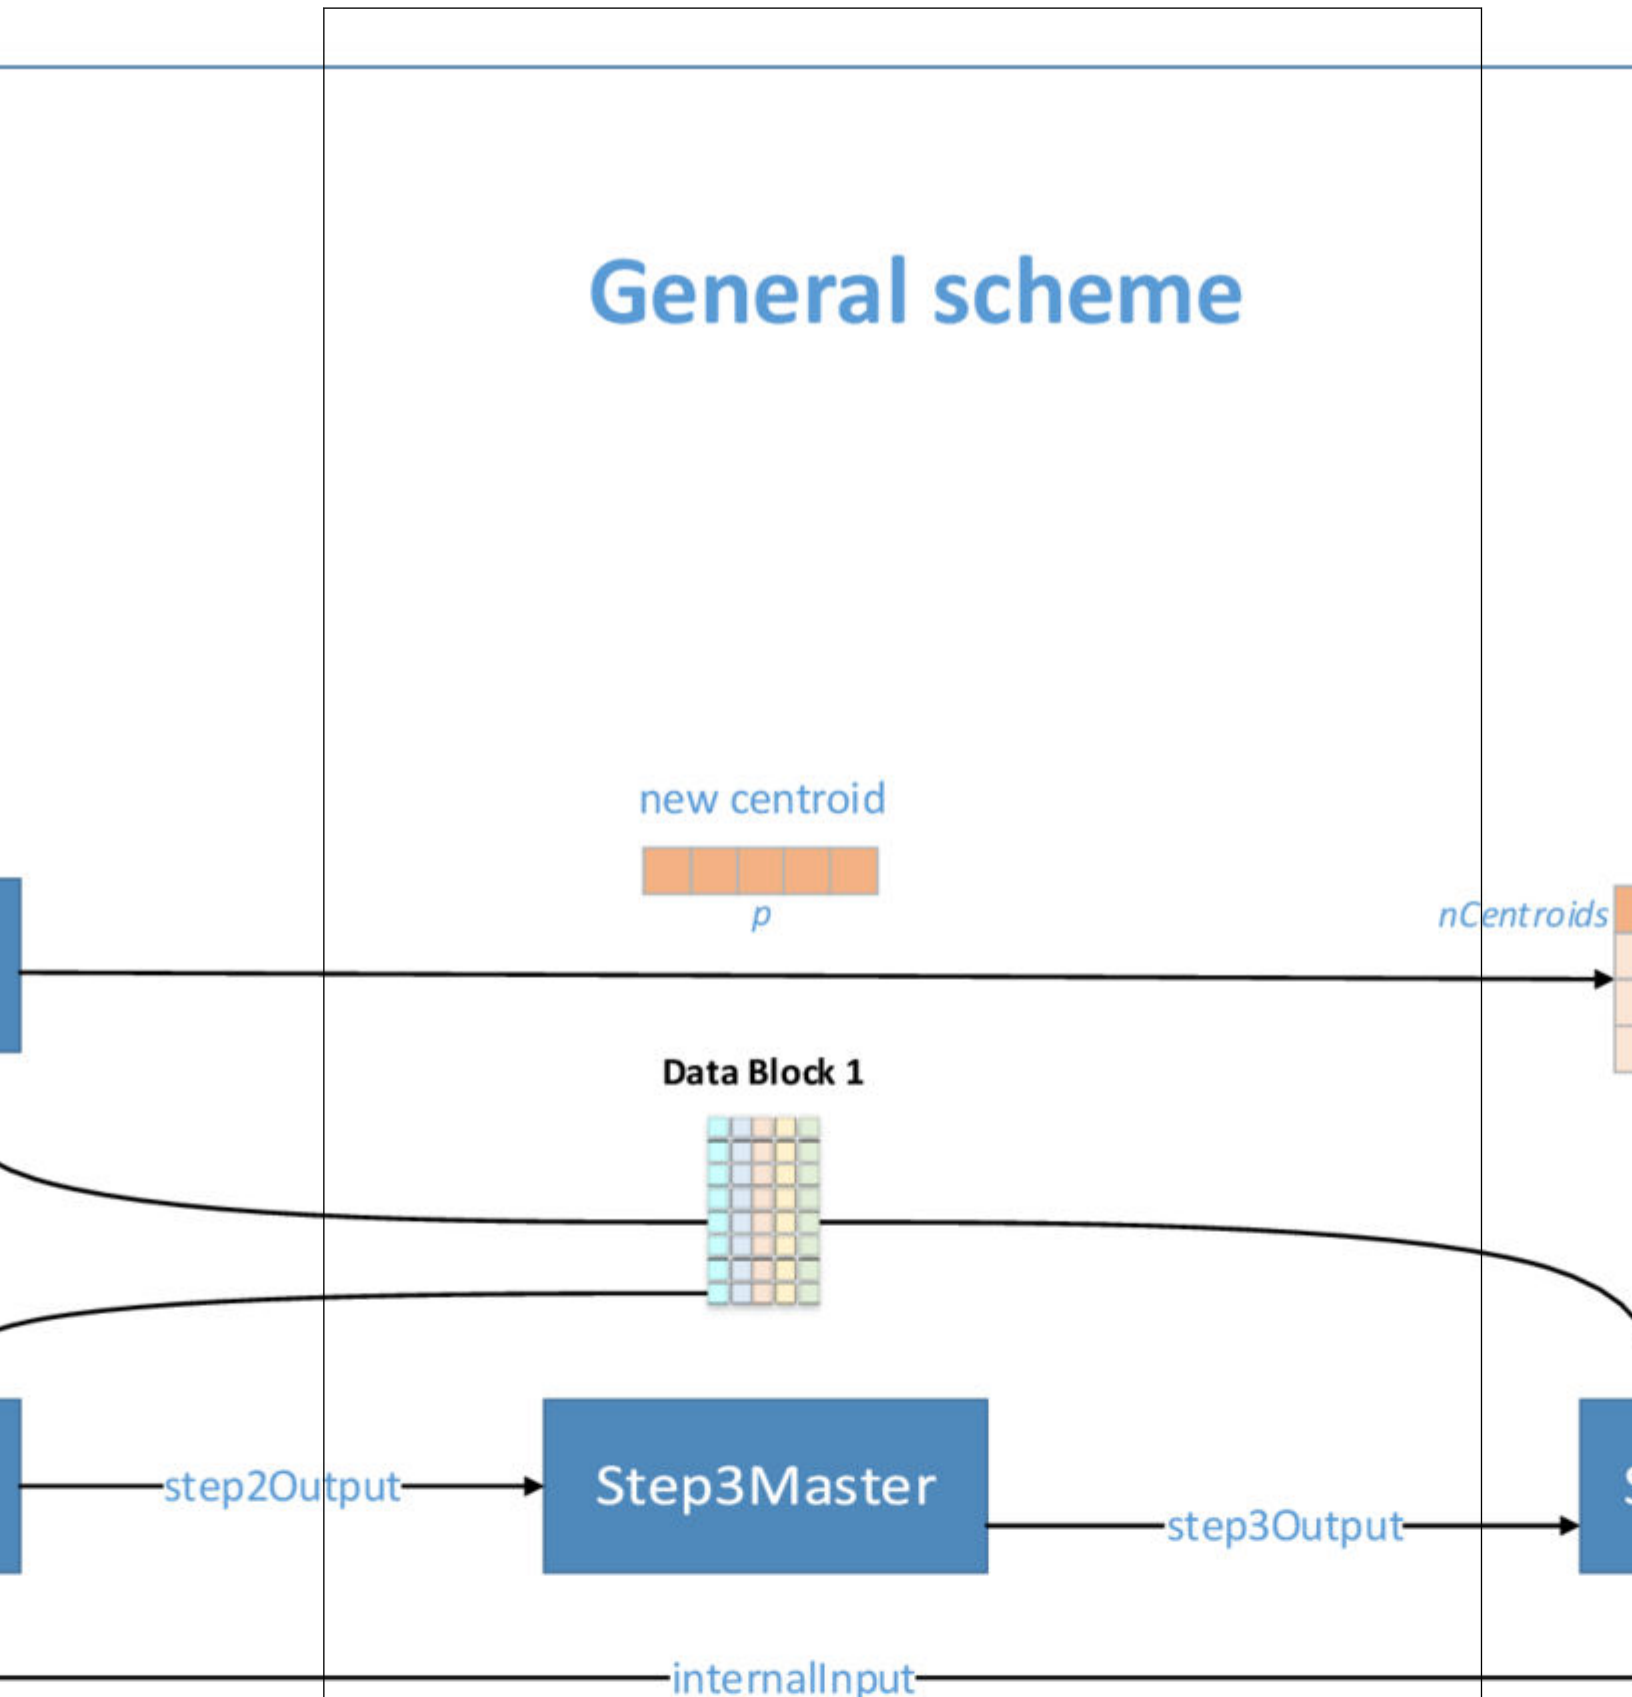 General scheme
new centroid
p
nCentroids
Data Block 1
step2Output
Step3Master
step3Output
internalInput